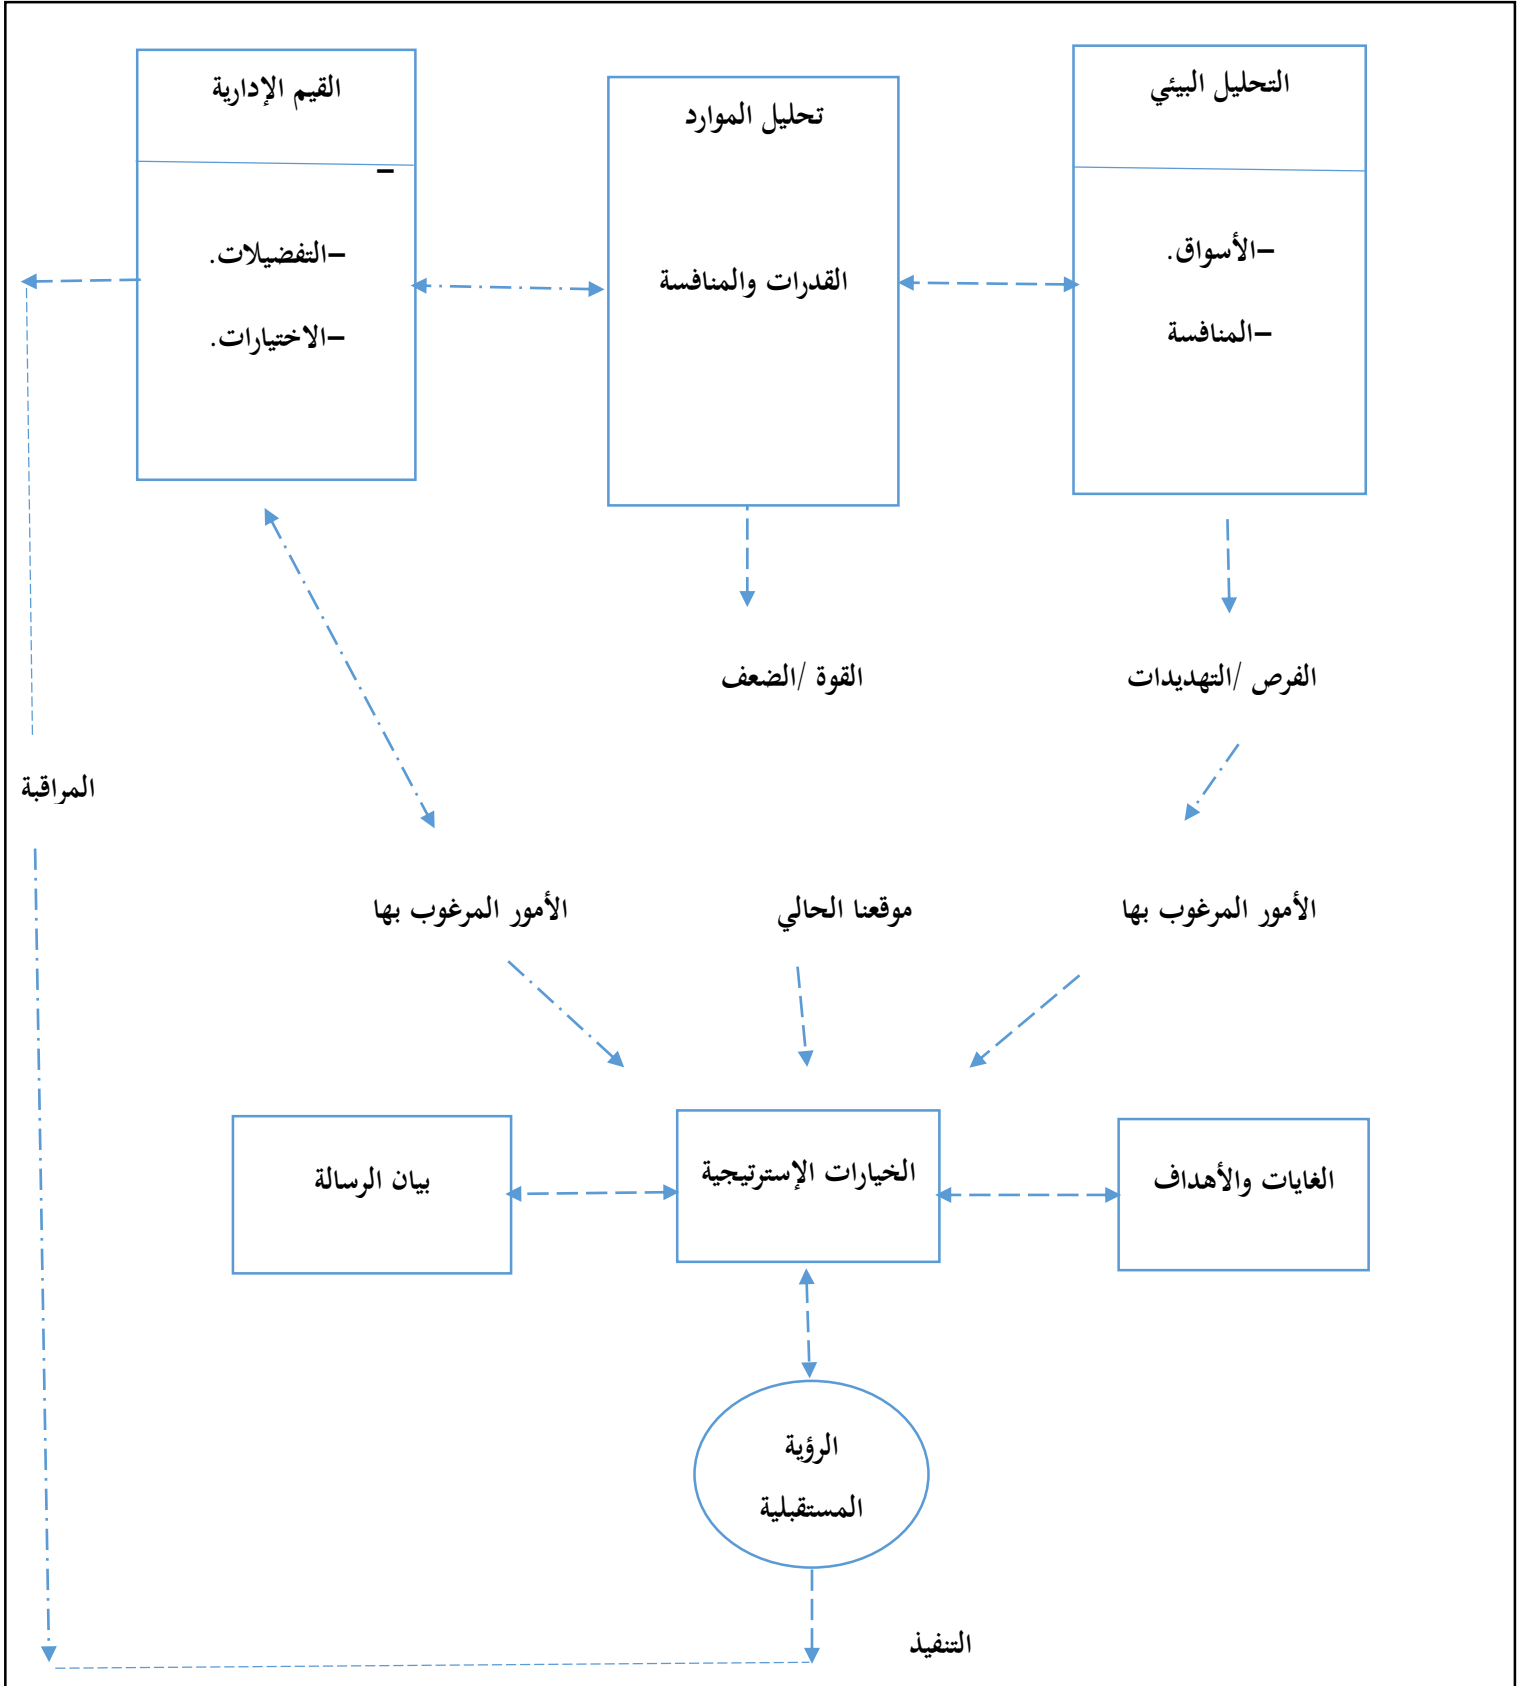 التحليل البيئي
تحليل الموارد
القيم الإدارية
–
–الأسواق.
القدرات والمنافسة
–التفضيلات.
–المنافسة
–الاختيارات.
الفرص /التهديدات
القوة /الضعف
المراقبة
الأمور المرغوب بها
موقعنا الحالي
الأمور المرغوب بها
الغايات والأهداف
الخيارات الإسترتيجية
بيان الرسالة
الرؤية
المستقبلية
التنفيذ